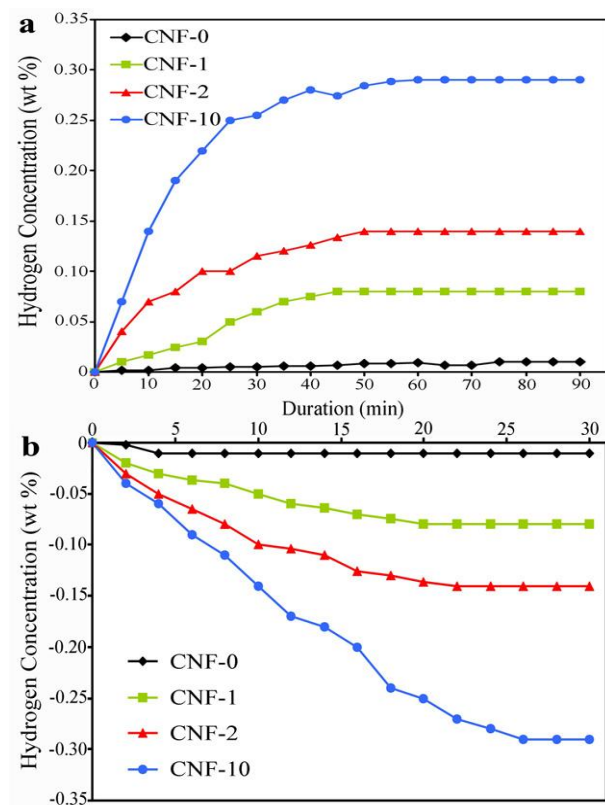 a
Hydrogen Concentration (wt %)
0.35
0.30
0.25
0.20
0.15
0.10
0.05
0
CNF-0
CNF-1
CNF-2
CNF-10
0 10 20 30 40 50 60 70 80 90
Duration (min)
b
0 5 10 15 20 25 30
Hydrogen Concentration (wt %)
0
-0.05
-0.10
-0.15
-0.20
-0.25
-0.30
-0.35
CNF-0
CNF-1
CNF-2
CNF-10